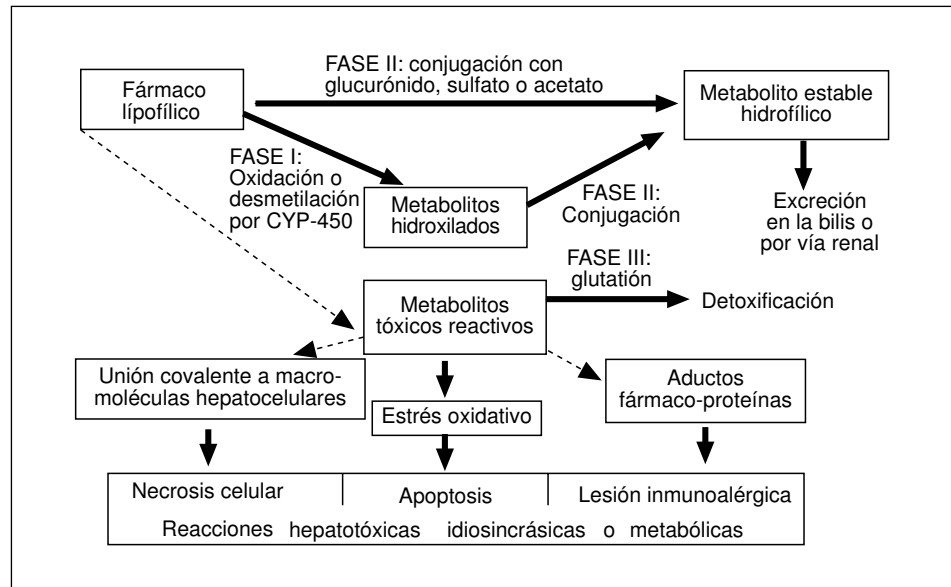 FASE II: conjugación con
glucurónido, sulfato o acetato
Fármaco
lípofílico
Metabolito estable
hidrofílico
FASE I:
Oxidación o
desmetilación
por CYP-450
Metabolitos
hidroxilados
FASE II:
Conjugación
Excreción
en la bilis o
por vía renal
FASE III:
glutatión
Metabolitos
tóxicos reactivos
Detoxificación
Unión covalente a macro-
moléculas hepatocelulares
Estrés oxidativo
Aductos
fármaco-proteínas
Necrosis celular
Apoptosis
Lesión inmunoalérgica
Reacciones hepatotóxicas idiosincrásicas o metabólicas